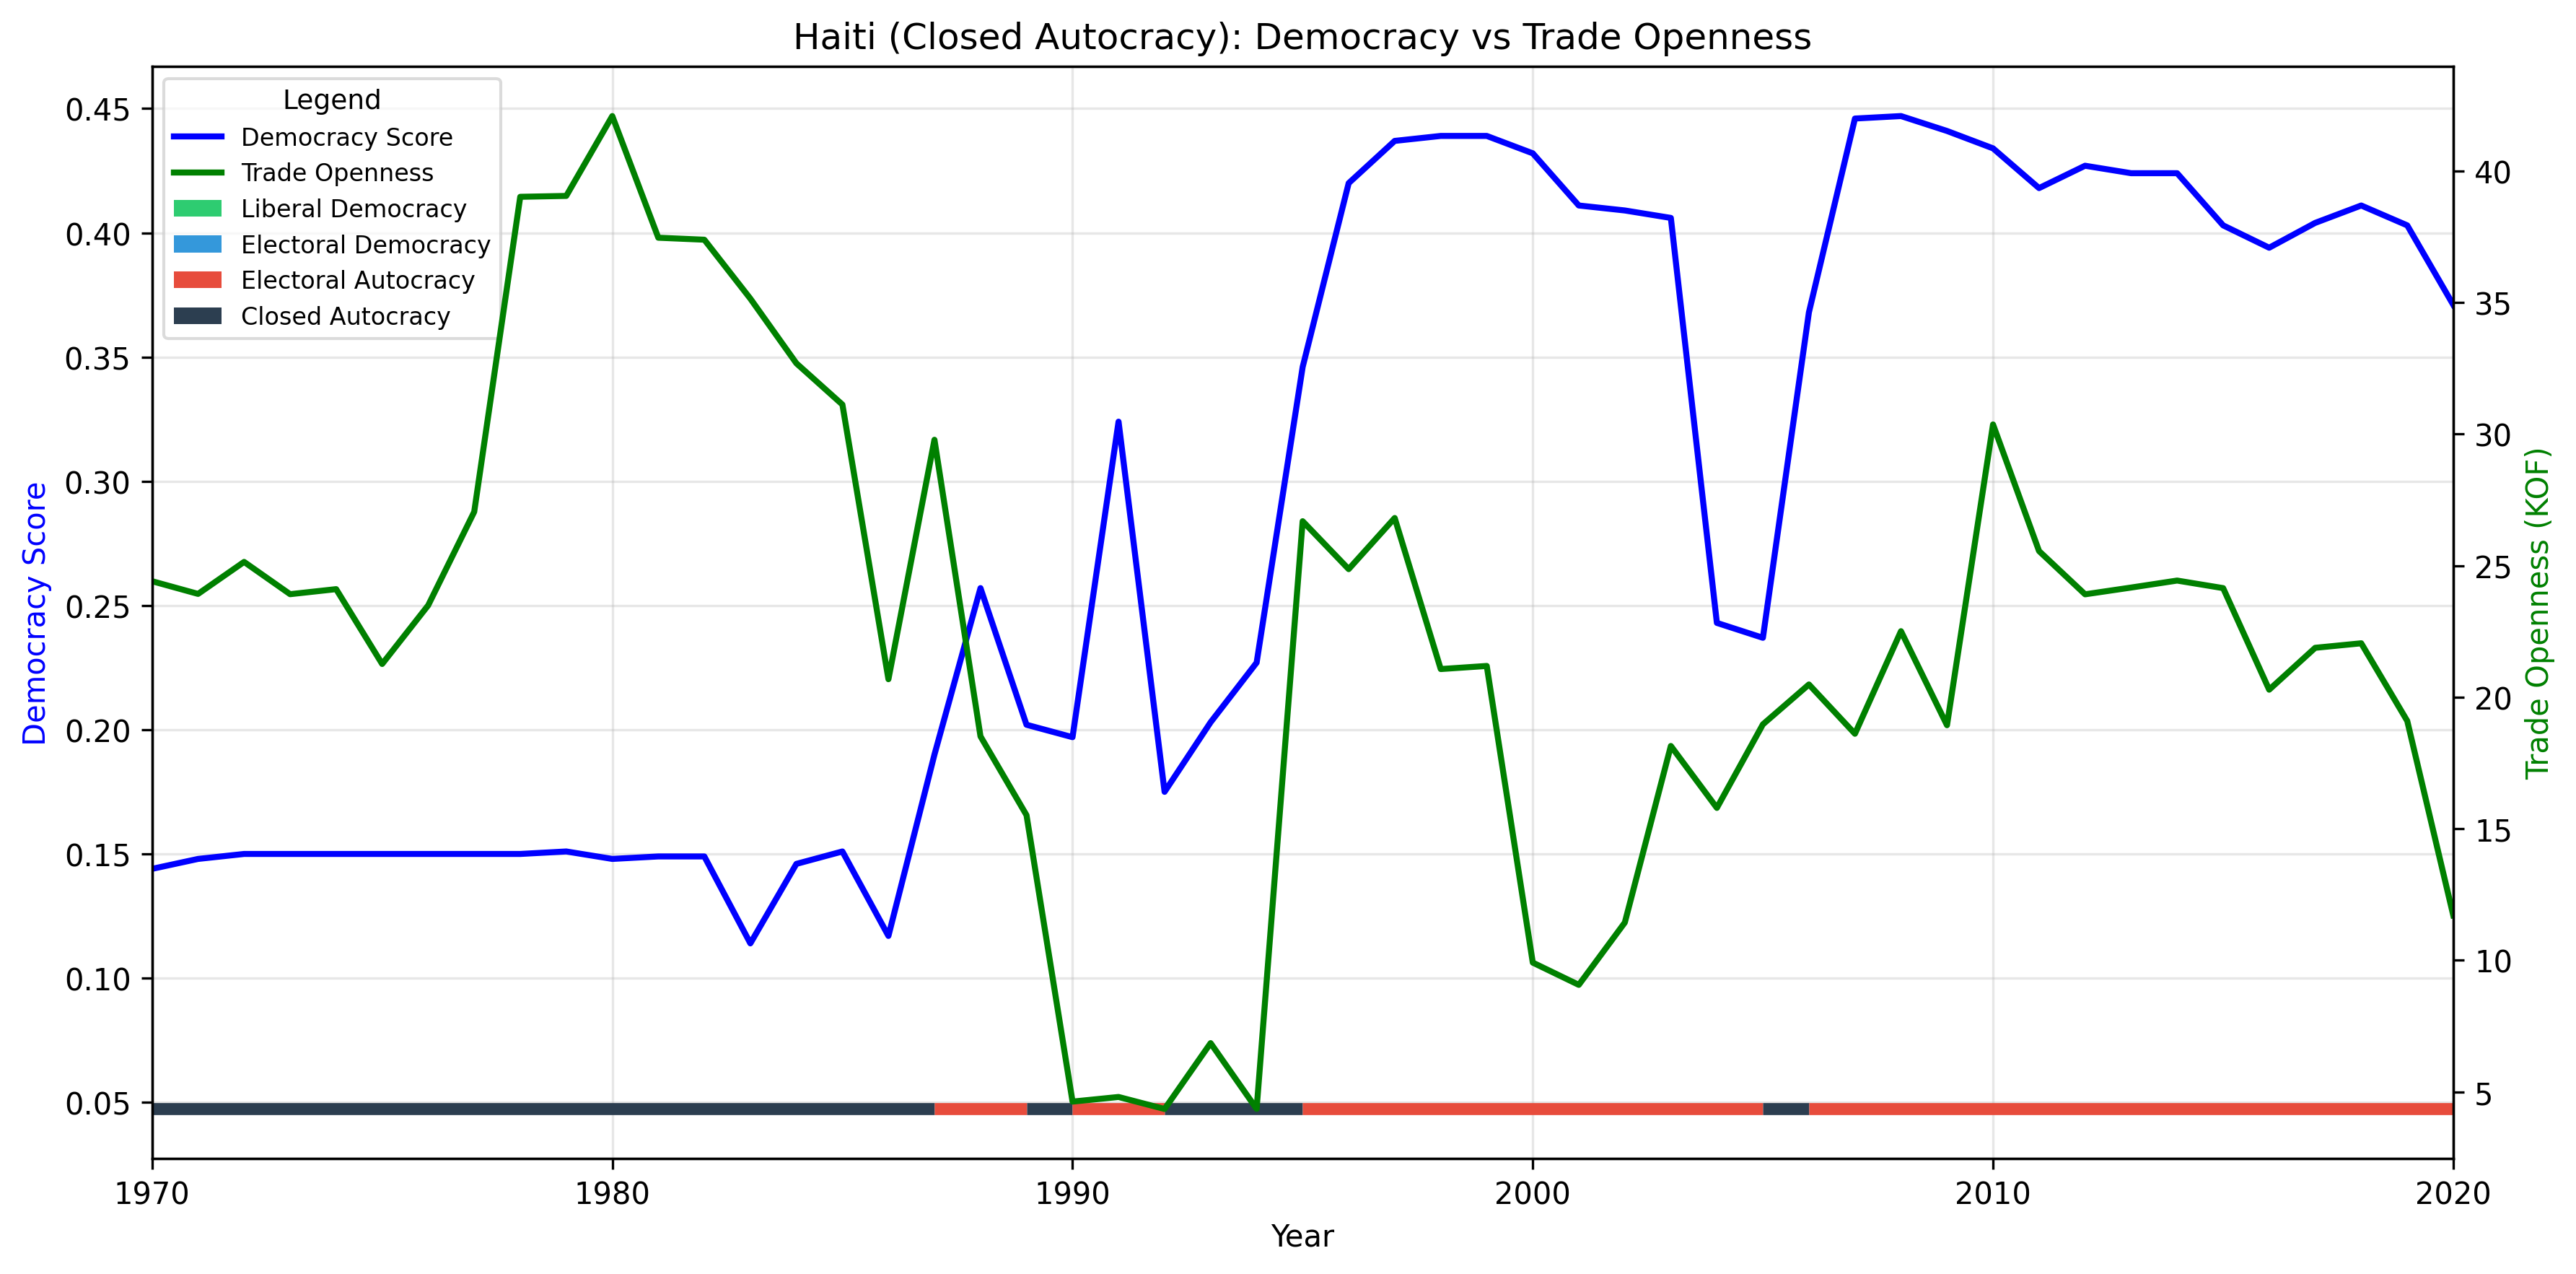 Haiti (Closed Autocracy): Democracy vs Trade Openness
Legend
Democracy Score
Trade Openness
Liberal Democracy
Electoral Democracy
Electoral Autocracy
Closed Autocracy
Democracy Score
0.45
0.40
0.35
0.30
0.25
0.20
0.15
0.10
0.05
40
35
30
25
20
15
10
5
Trade Openness (KOF)
1970 1980 1990 2000 2010 2020
Year